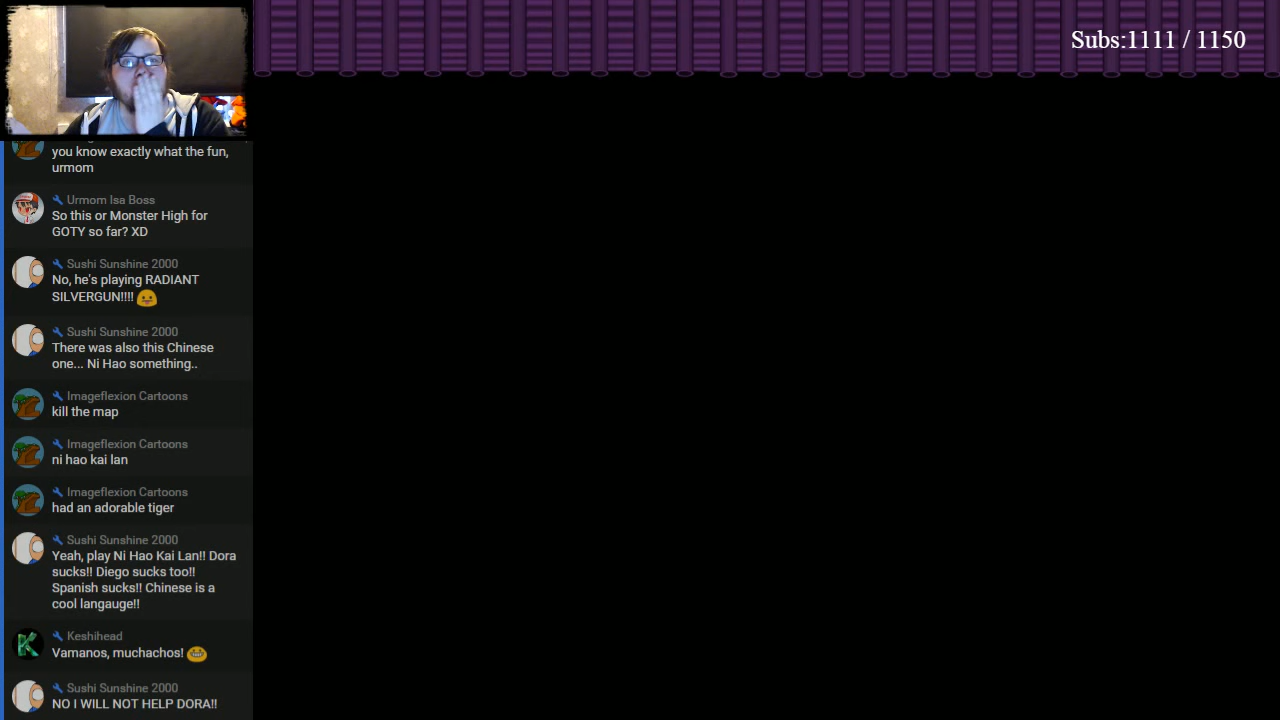 Subs:1111 / 1150
you know exactly what the fun,
urmom
Urmom Isa Boss
So this or Monster High for
GOTY so far? XD
Sushi Sunshine 2000
No, he's playing RADIANT
SILVERGUN!!!!
Sushi Sunshine 2000
There was also this Chinese
one... Ni Hao something..
Imageflexion Cartoons
kill the map
Imageflexion Cartoons
ni hao kai lan
Imageflexion Cartoons
had an adorable tiger
Sushi Sunshine 2000
Yeah, play Ni Hao Kai Lan!! Dora
sucks!! Diego sucks too!!
Spanish sucks!! Chinese is a
cool langauge!!
Keshihead
Vamanos, muchachos!
Sushi Sunshine 2000
NO I WILL NOT HELP DORA!!